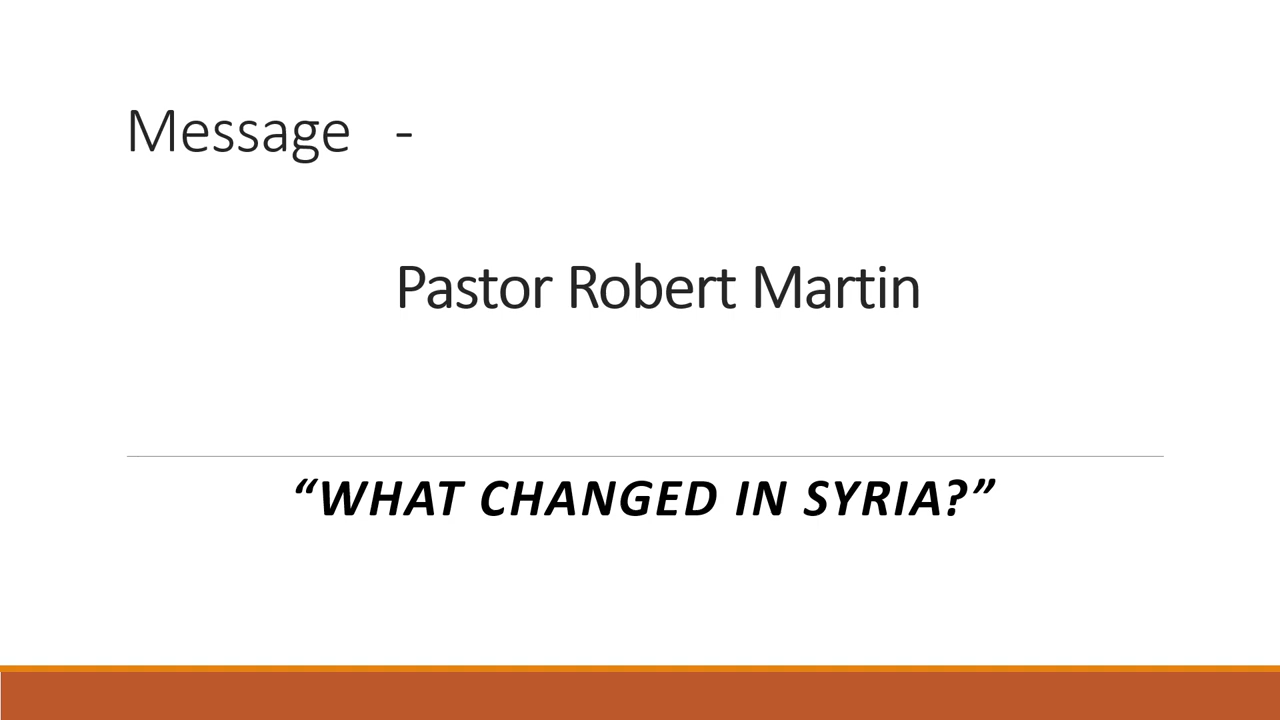 Message -
Pastor Robert Martin
“WHAT CHANGED IN SYRIA?”